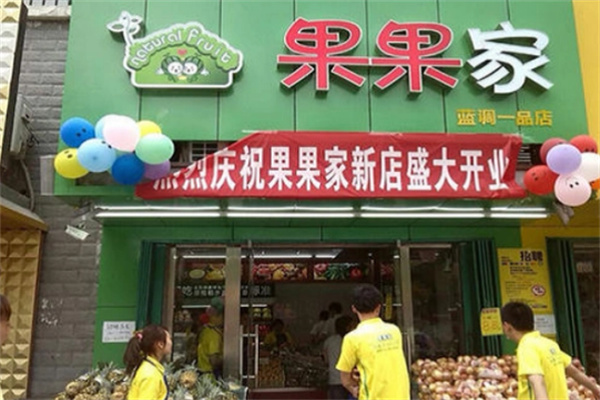 natural fruit
果果家
蓝调一品店
热烈庆祝果果家新店盛大开业
招聘